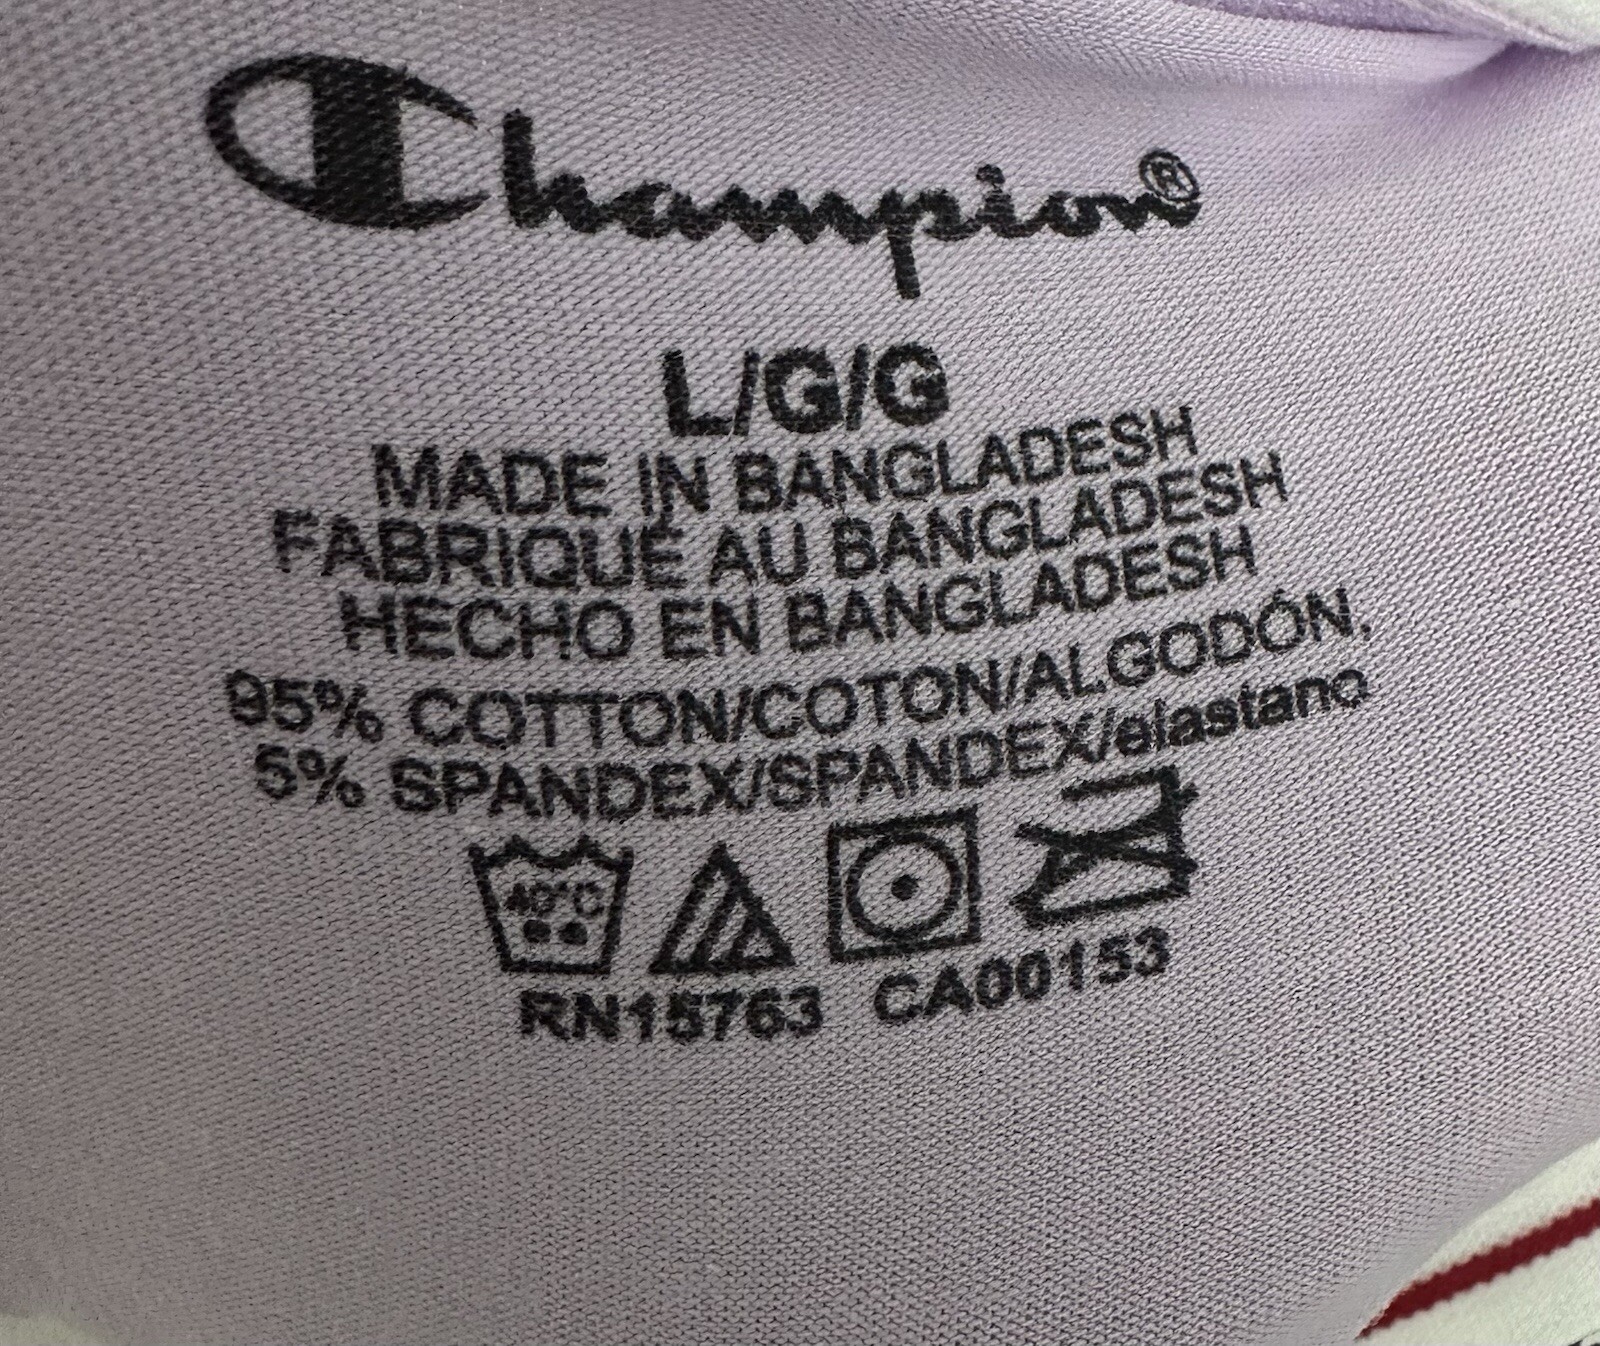 Champion®
L/G/G
MADE IN BANGLADESH
FABRIQUÉ AU BANGLADESH
HECHO EN BANGLADESH
95% COTTON/COTON/ALGODÓN,
5% SPANDEX/SPANDEX/elastano
40°C
RN15763 CA00153